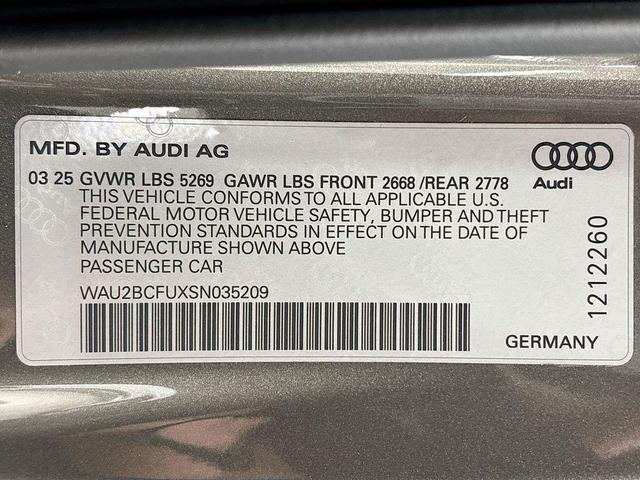 MFD. BY AUDI AG
03 25 GVWR LBS 5269 GAWR LBS FRONT 2668 /REAR 2778
THIS VEHICLE CONFORMS TO ALL APPLICABLE U.S.
FEDERAL MOTOR VEHICLE SAFETY, BUMPER AND THEFT
PREVENTION STANDARDS IN EFFECT ON THE DATE OF
MANUFACTURE SHOWN ABOVE
PASSENGER CAR
WAU2BCFUXSN035209
Audi
1212260
GERMANY